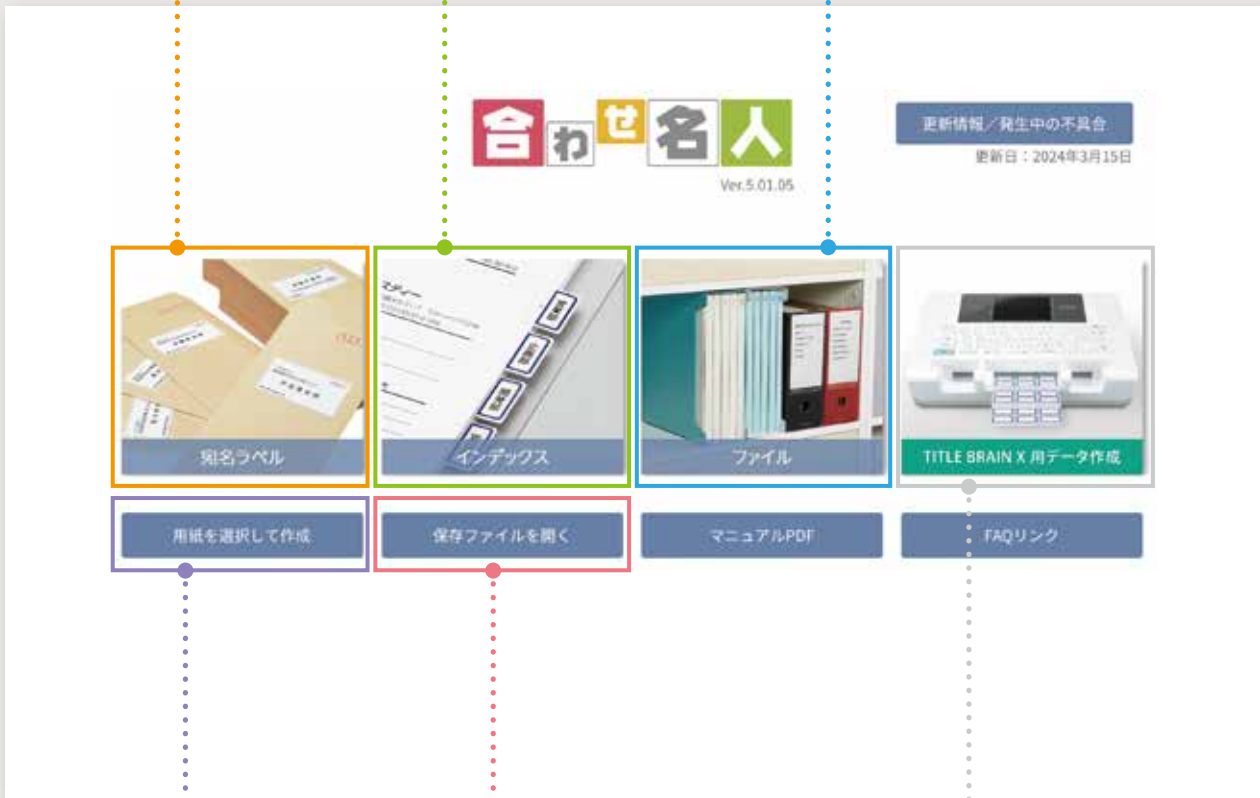 合わせ名人
更新情報／発生中の不具合
更新日：2024年3月15日
Ver.5.01.05
宛名ラベル
インデックス
ファイル
TITLE BRAIN X 用データ作成
用紙を選択して作成
保存ファイルを開く
マニュアルPDF
FAQリンク